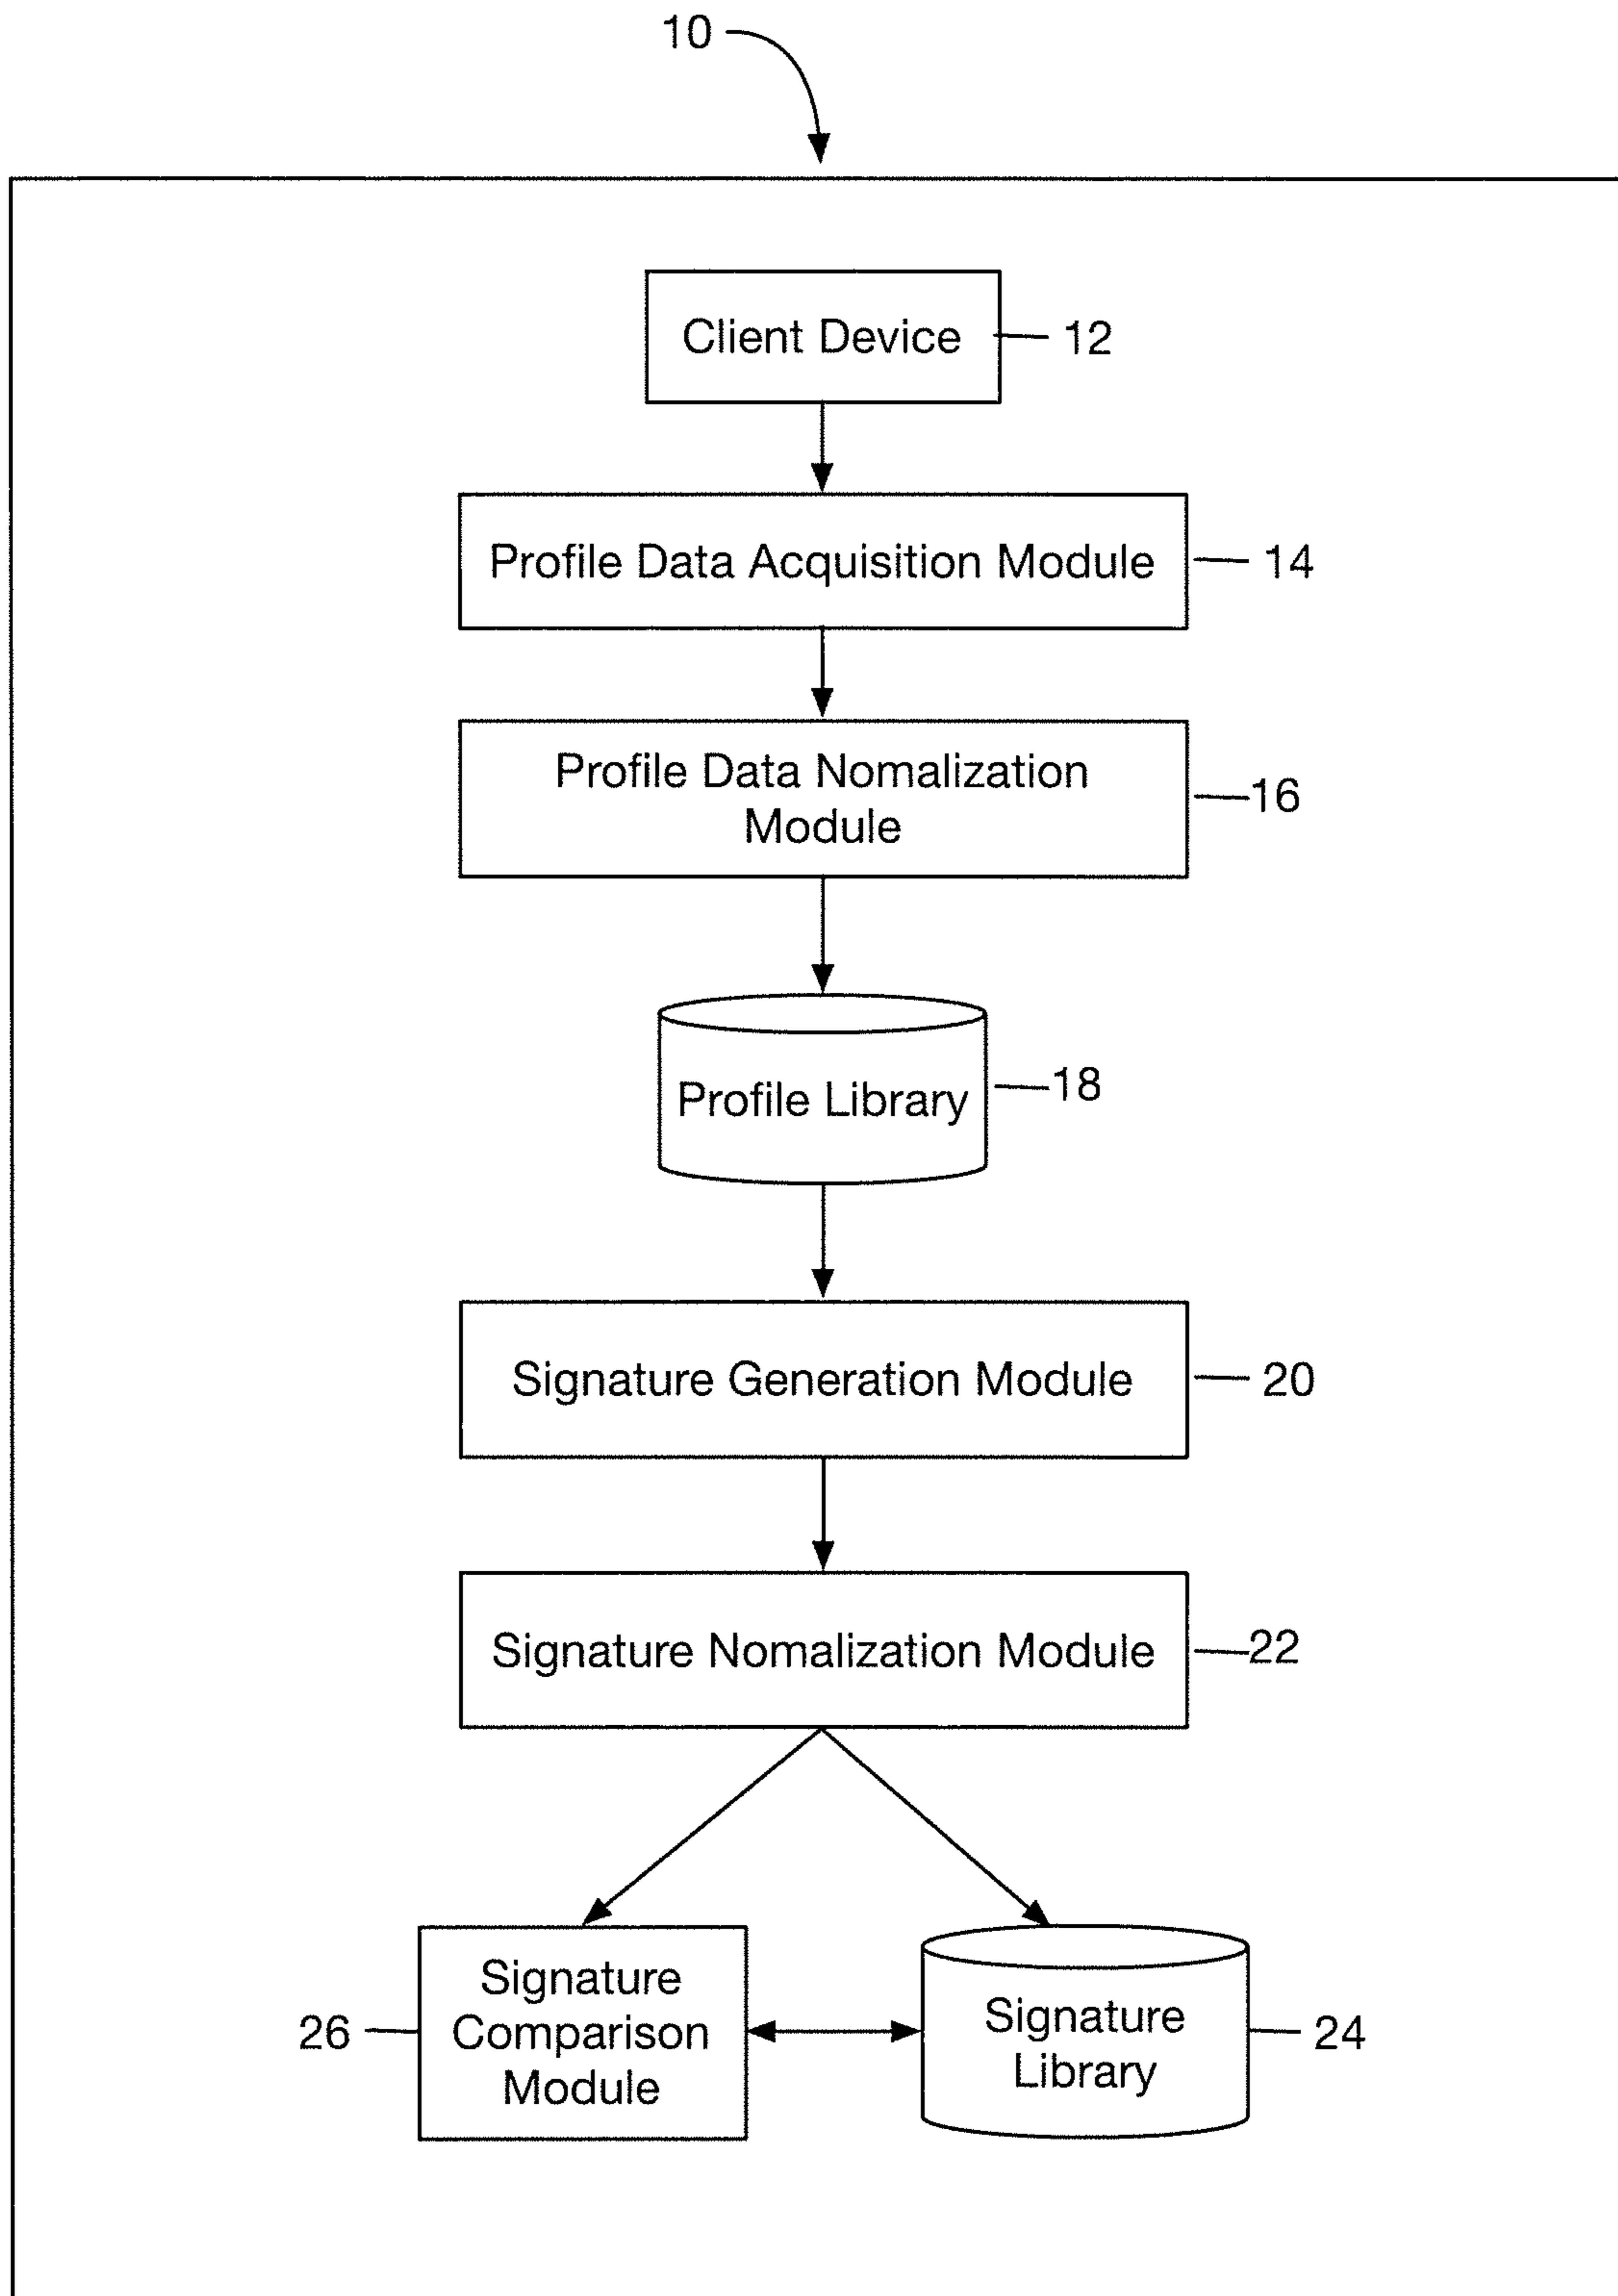 10
Client Device
12
Profile Data Acquisition Module
14
Profile Data Nomalization
Module
16
Profile Library
18
Signature Generation Module
20
Signature Nomalization Module
22
Signature
Comparison
Module
26
Signature
Library
24